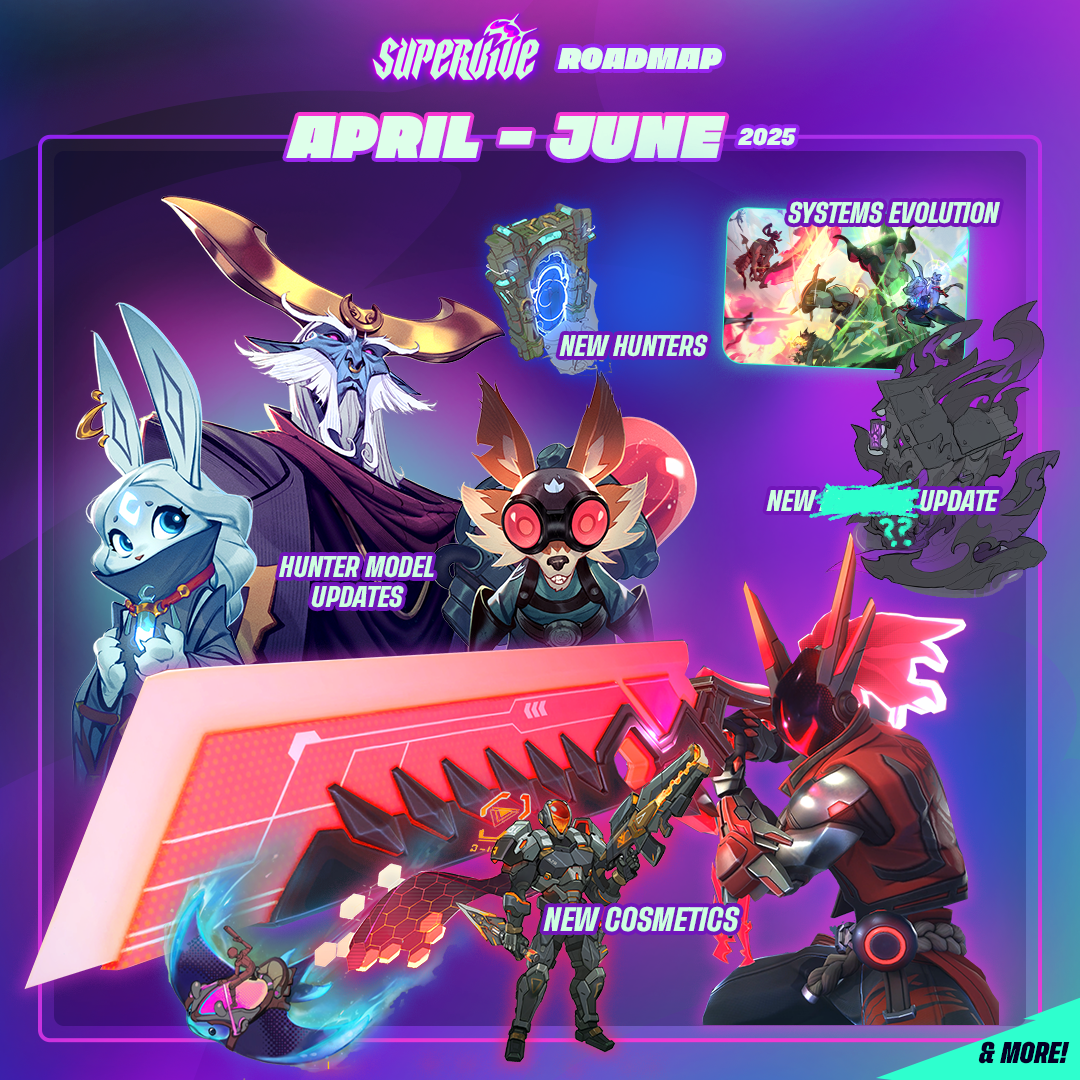 SUPERVIVE ROADMAP
APRIL - JUNE 2025
SYSTEMS EVOLUTION
NEW HUNTERS
NEW UPDATE
??
HUNTER MODEL
UPDATES
NEW COSMETICS
& MORE!